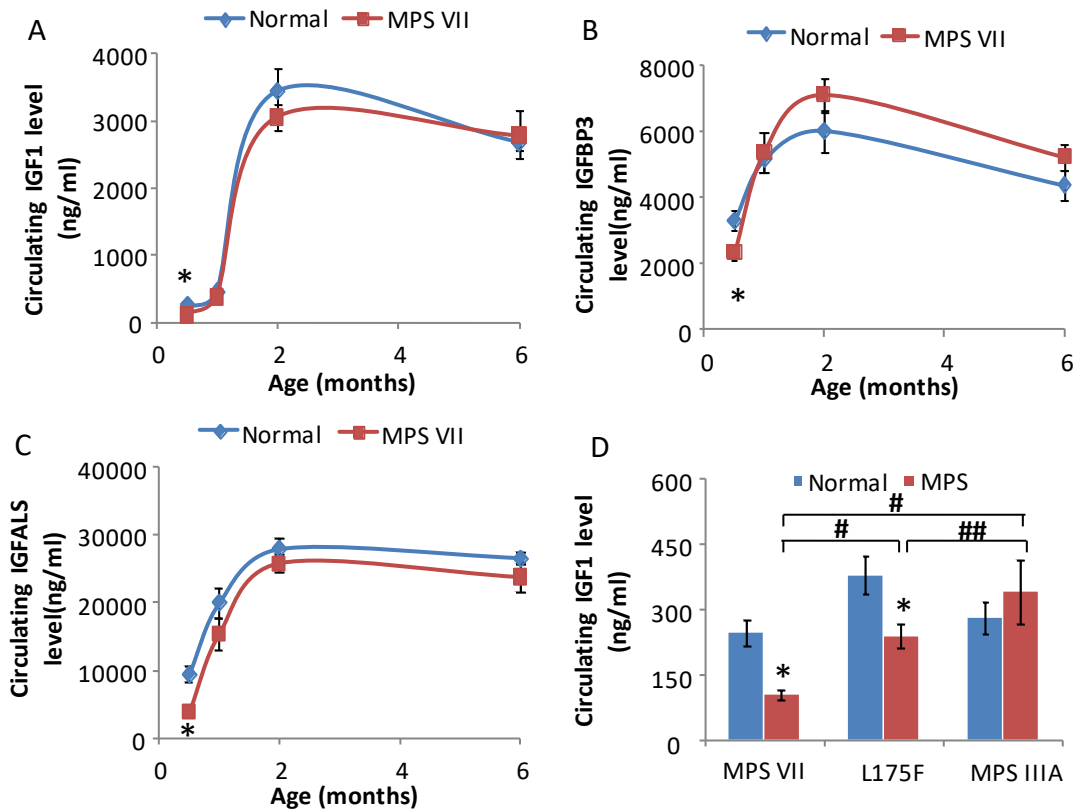 A
Normal MPS VII
Circulating IGF1 level
(ng/ml)
4000
3000
2000
1000
0
*
0 2 4 6
Age (months)
B
Normal MPS VII
Circulating IGFBP3
level(ng/ml)
8000
6000
4000
2000
0
*
0 2 4 6
Age (months)
C
Normal MPS VII
Circulating IGFALS
level(ng/ml)
40000
30000
20000
10000
0
*
0 2 4 6
Age (months)
D
Normal MPS
Circulating IGF1 level
(ng/ml)
600
450
300
150
0
#
# ##
*
*
MPS VII L175F MPS IIIA